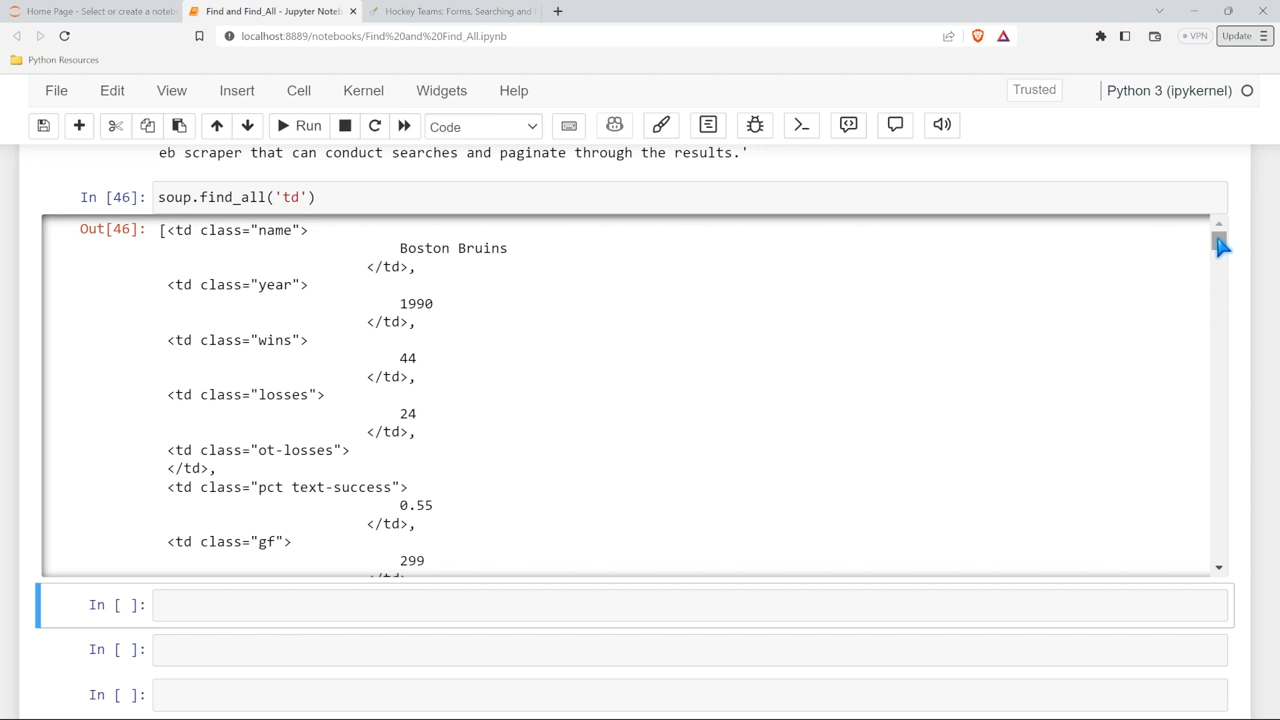 Home Page - Select or create a noteb
Find and Find_All - Jupyter Noteb
Hockey Teams: Forms, Searching and
localhost:8889/notebooks/Find%20and%20Find_All.ipynb
VPN
Update
Python Resources
File Edit View Insert Cell Kernel Widgets Help
Trusted
Python 3 (ipykernel)
Run
Code
eb scraper that can conduct searches and paginate through the results.'
In [46]: soup.find_all('td')
Out[46]: [<td class="name">
Boston Bruins
</td>,
<td class="year">
1990
</td>,
<td class="wins">
44
</td>,
<td class="losses">
24
</td>,
<td class="ot-losses">
</td>,
<td class="pct text-success">
0.55
</td>,
<td class="gf">
299
In [ ]:
In [ ]:
In [ ]: